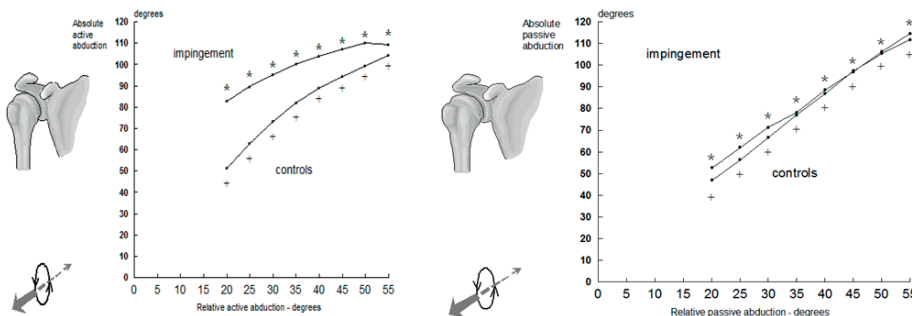 Absolute
active
abduction
degrees
120
110
100
90
80
70
60
50
40
30
20
10
0
impingement
controls
0 5 10 15 20 25 30 35 40 45 50 55
Relative active abduction - degrees
Absolute
passive
abduction
degrees
120
110
100
90
80
70
60
50
40
30
20
10
0
impingement
controls
0 5 10 15 20 25 30 35 40 45 50 55
Relative passive abduction - degrees